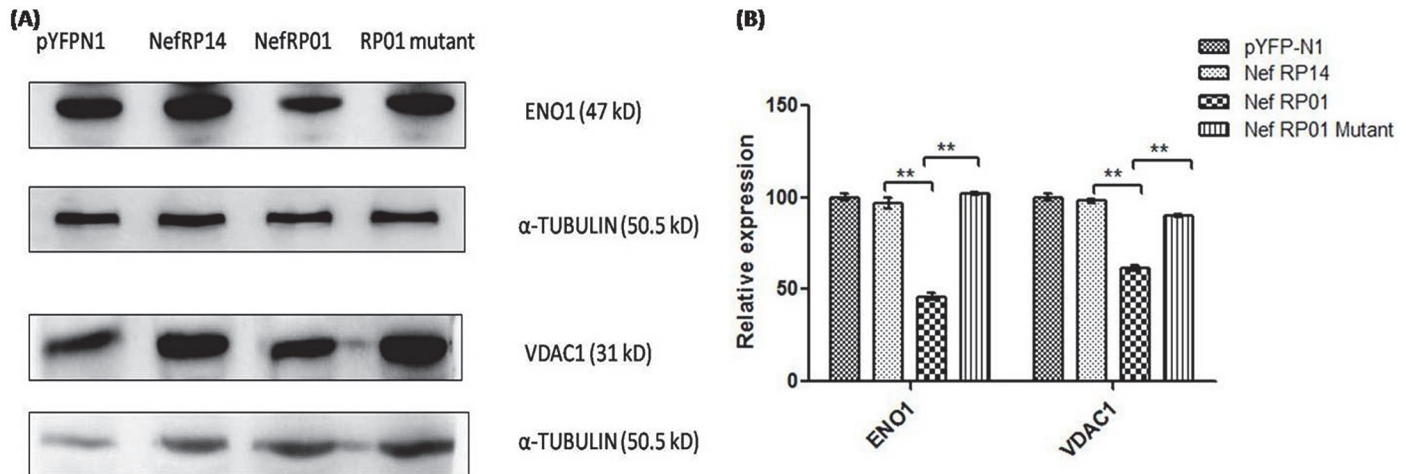 (A)
pYFPN1 NefRP14 NefRP01 RP01 mutant
ENO1 (47 kD)
α-TUBULIN (50.5 kD)
VDAC1 (31 kD)
α-TUBULIN (50.5 kD)
(B)
pYFP-N1
Nef RP14
Nef RP01
Nef RP01 Mutant
Relative expression
150
100
50
0
** **
** **
ENO1 VDAC1